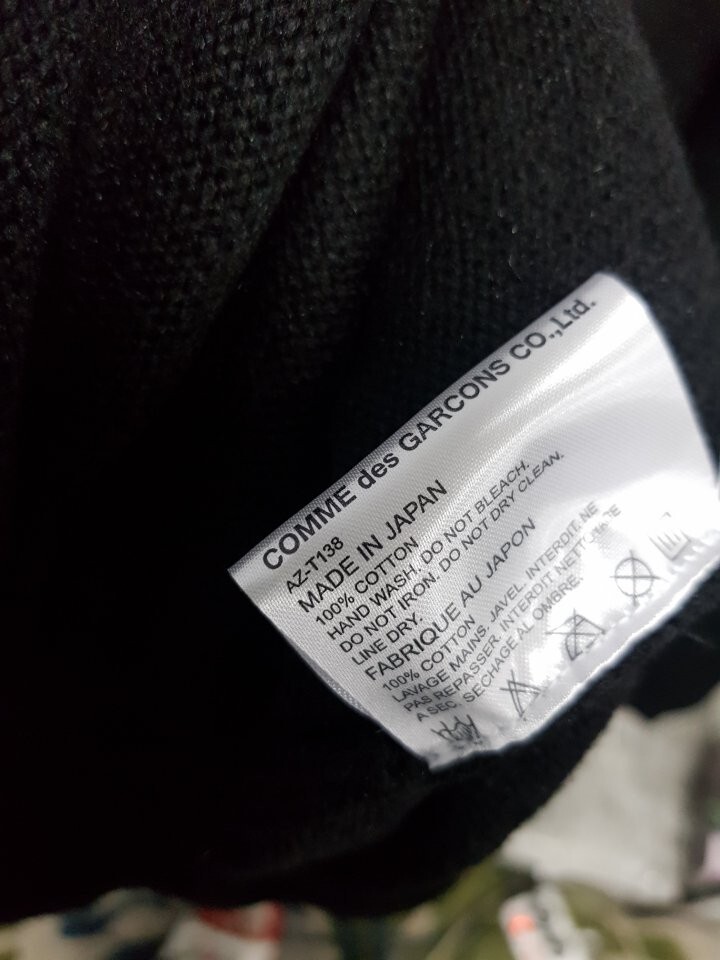 COMME des GARCONS CO.,Ltd.
AZ-T138
MADE IN JAPAN
100% COTTON
HAND WASH. DO NOT BLEACH.
DO NOT IRON. DO NOT DRY CLEAN.
LINE DRY.
FABRIQUE AU JAPON
100% COTTON
LAVAGE MAINS. JAVEL INTERDIT. NE
PAS REPASSER. INTERDIT
A SEC. SECHAGE AL OMBRE.